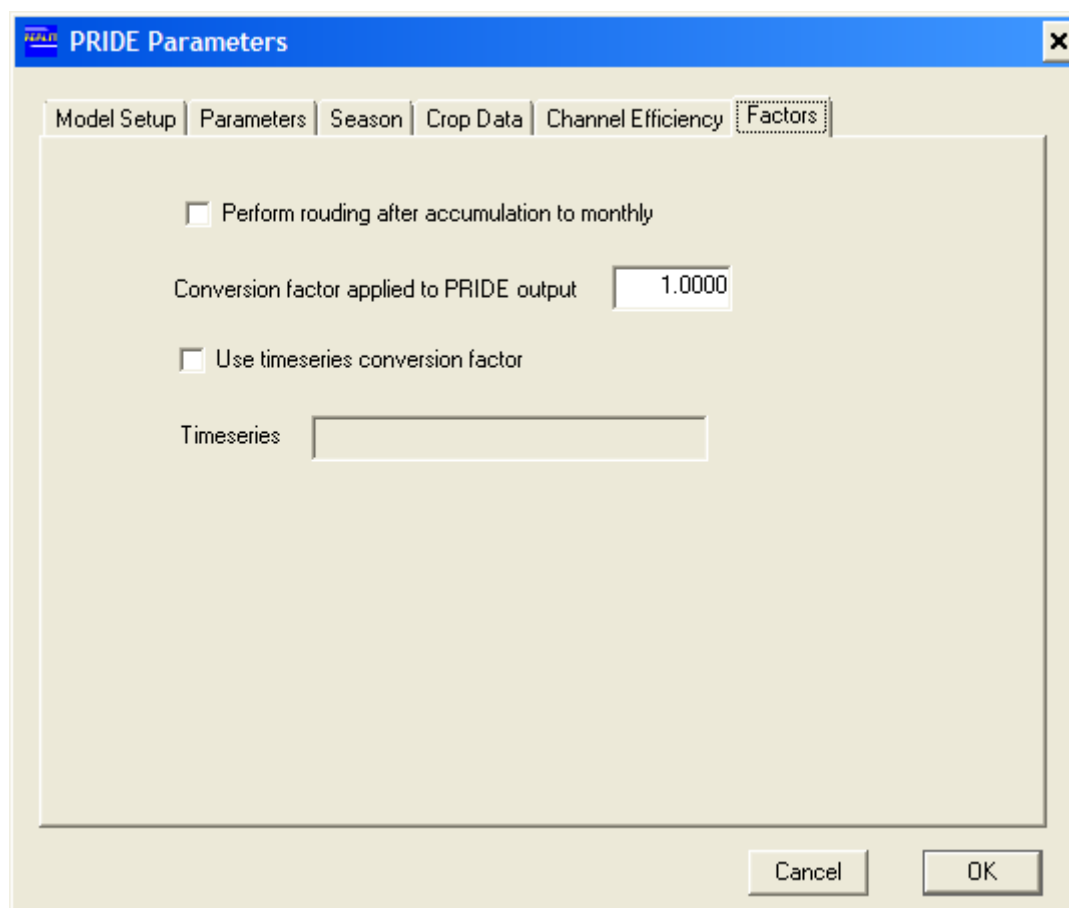 REALM PRIDE Parameters
Model Setup Parameters Season Crop Data Channel Efficiency Factors
Perform rouding after accumulation to monthly
Conversion factor applied to PRIDE output 1.0000
Use timeseries conversion factor
Timeseries
Cancel OK